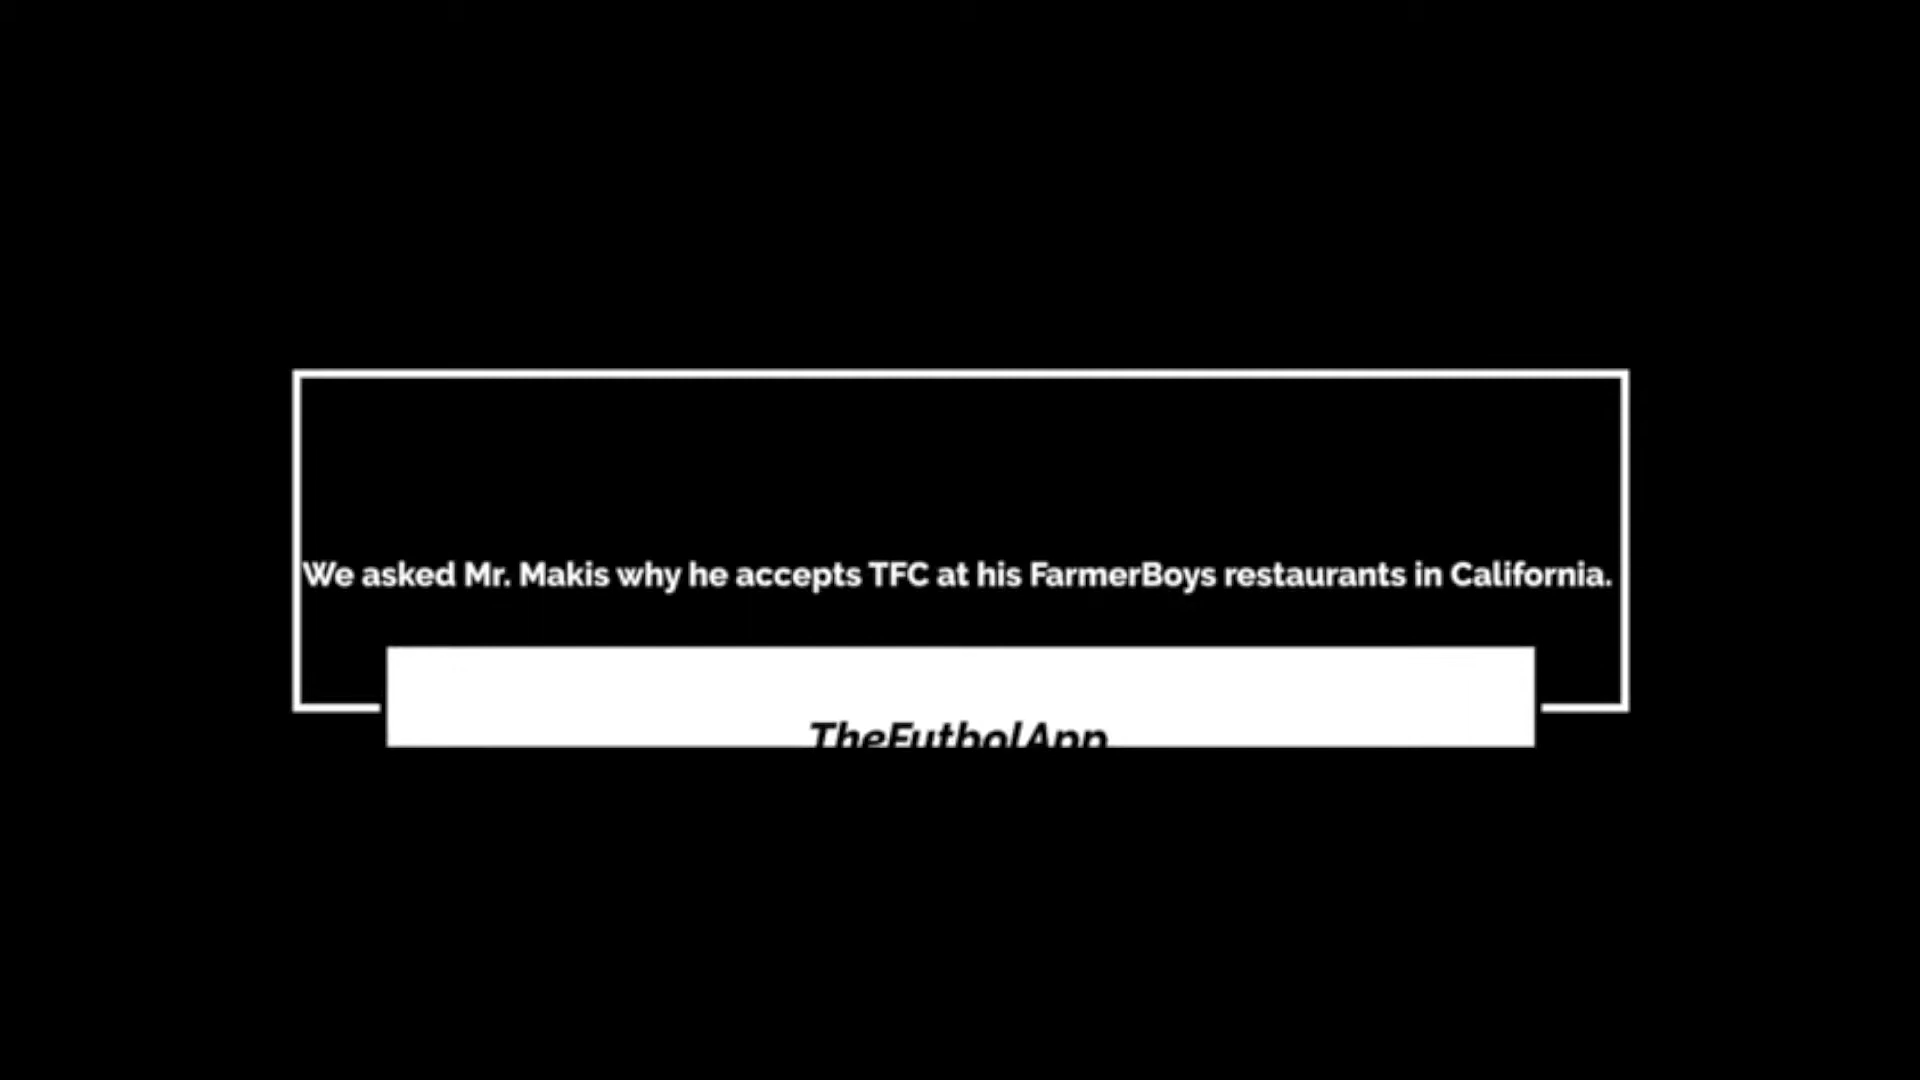 We asked Mr. Makis why he accepts TFC at his FarmerBoys restaurants in California.
TheFutbolApp